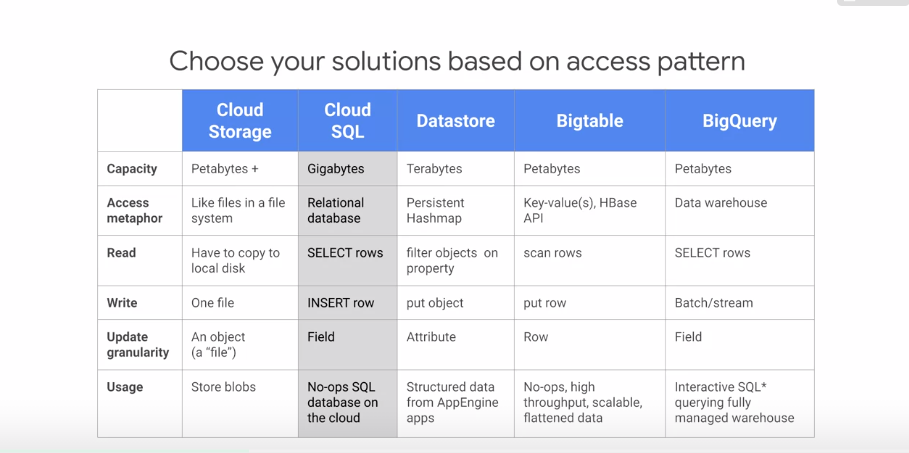 Choose your solutions based on access pattern
Cloud Storage | Cloud SQL | Datastore | Bigtable | BigQuery
Capacity | Petabytes + | Gigabytes | Terabytes | Petabytes | Petabytes
Access metaphor | Like files in a file system | Relational database | Persistent Hashmap | Key-value(s), HBase API | Data warehouse
Read | Have to copy to local disk | SELECT rows | filter objects on property | scan rows | SELECT rows
Write | One file | INSERT row | put object | put row | Batch/stream
Update granularity | An object (a “file”) | Field | Attribute | Row | Field
Usage | Store blobs | No-ops SQL database on the cloud | Structured data from AppEngine apps | No-ops, high throughput, scalable, flattened data | Interactive SQL* querying fully managed warehouse